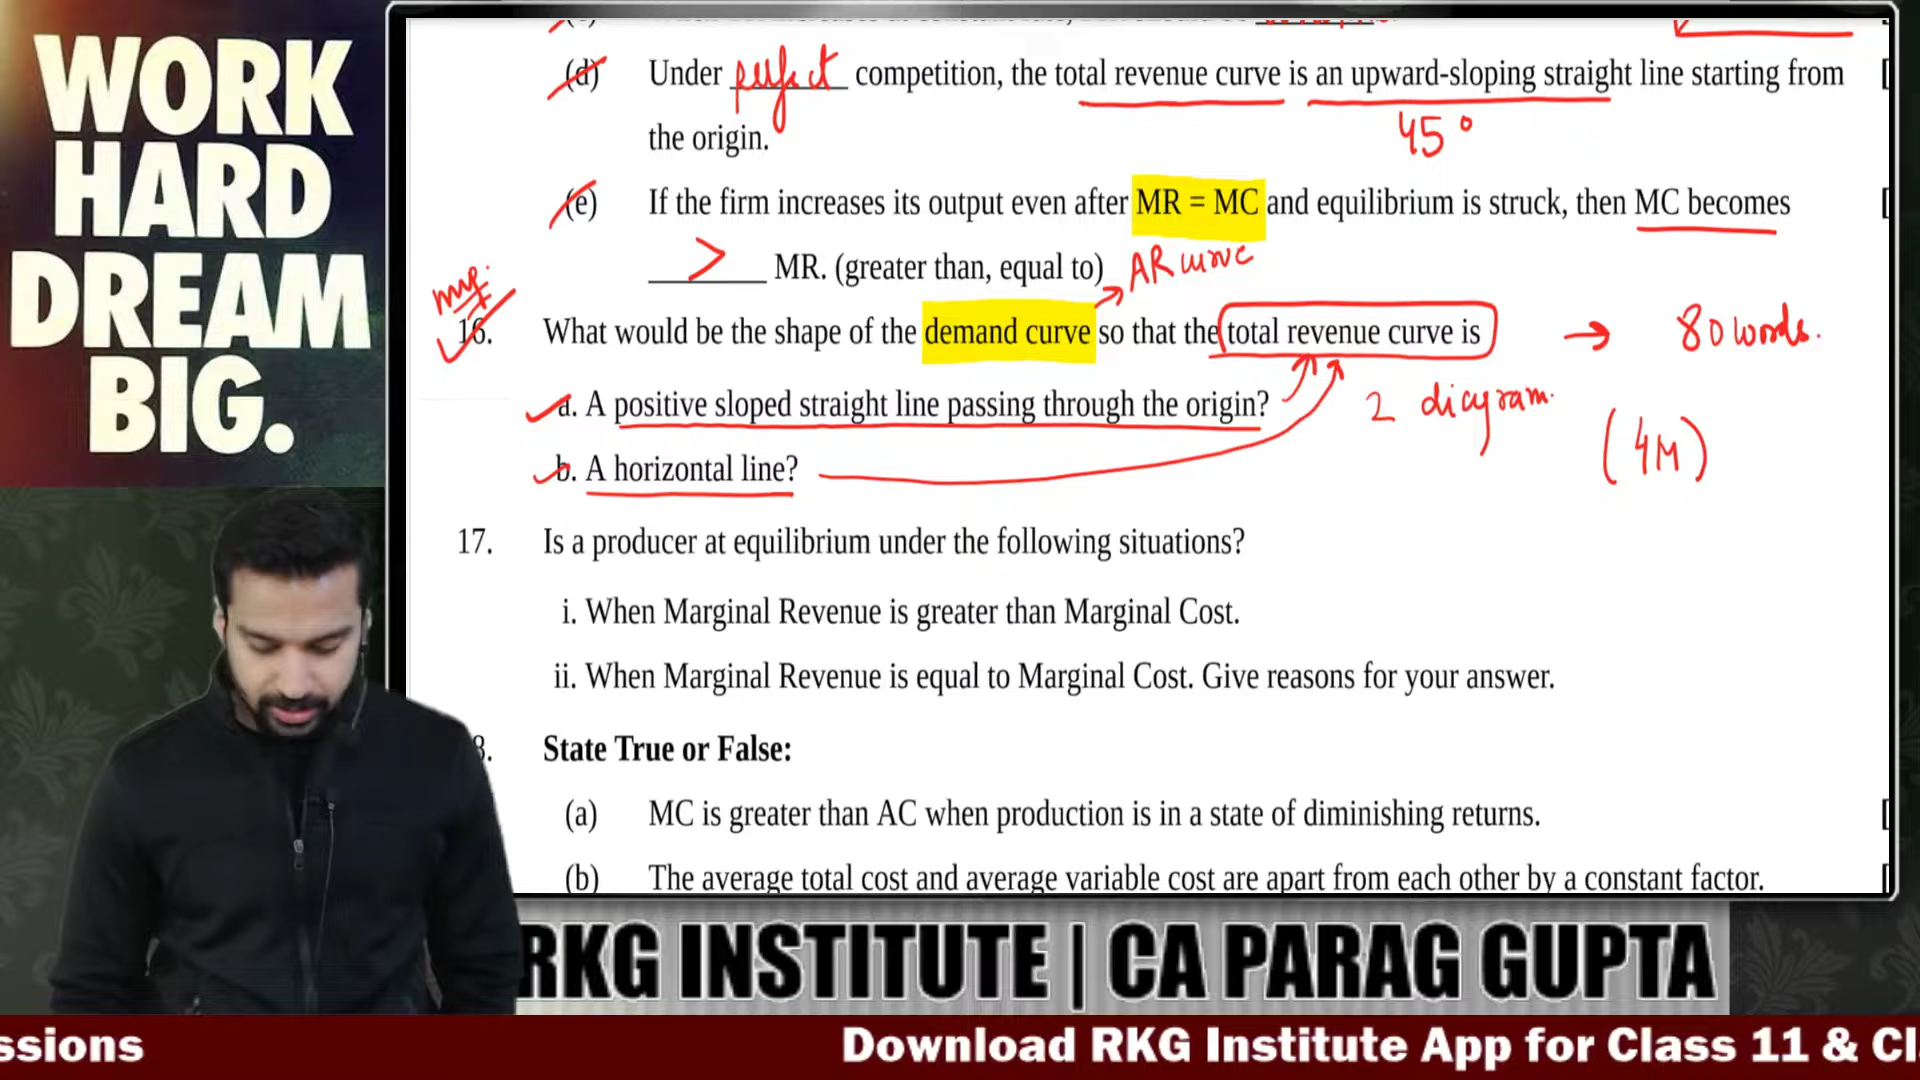 WORK
HARD
DREAM
BIG.
(d) Under perfect competition, the total revenue curve is an upward-sloping straight line starting from
the origin.
45°
(e) If the firm increases its output even after MR = MC and equilibrium is struck, then MC becomes
> MR. (greater than, equal to)
AR curve
16. What would be the shape of the demand curve so that the total revenue curve is
→ 80 words.
a. A positive sloped straight line passing through the origin?
2 diagram.
(4M)
b. A horizontal line?
17. Is a producer at equilibrium under the following situations?
i. When Marginal Revenue is greater than Marginal Cost.
ii. When Marginal Revenue is equal to Marginal Cost. Give reasons for your answer.
8. State True or False:
(a) MC is greater than AC when production is in a state of diminishing returns.
(b) The average total cost and average variable cost are apart from each other by a constant factor.
RKG INSTITUTE | CA PARAG GUPTA
ssions Download RKG Institute App for Class 11 &